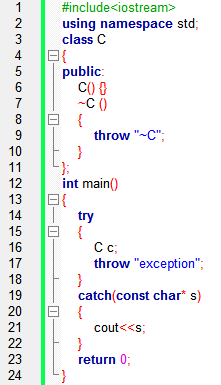 1 #include<iostream>
2 using namespace std;
3 class C
4 {
5 public:
6 C() {}
7 ~C ()
8 {
9 throw "~C";
10 }
11 };
12 int main()
13 {
14 try
15 {
16 C c;
17 throw "exception";
18 }
19 catch(const char* s)
20 {
21 cout<<s;
22 }
23 return 0;
24 }